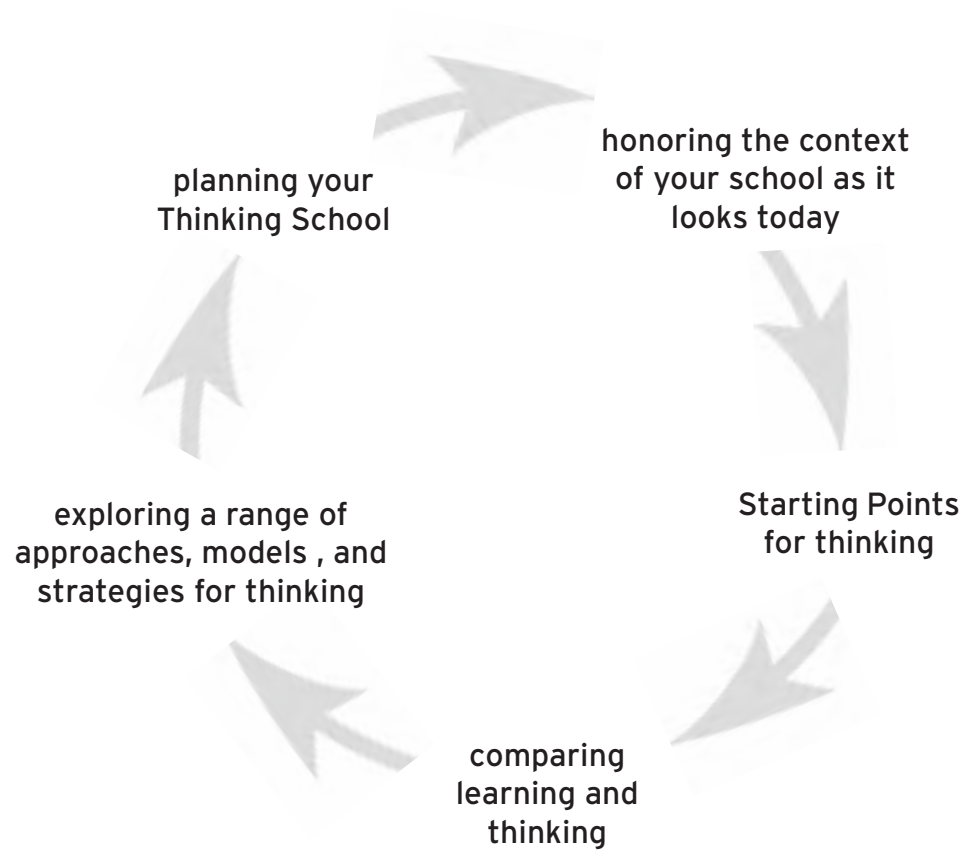 planning your
Thinking School
honoring the context
of your school as it
looks today
Starting Points
for thinking
comparing
learning and
thinking
exploring a range of
approaches, models , and
strategies for thinking